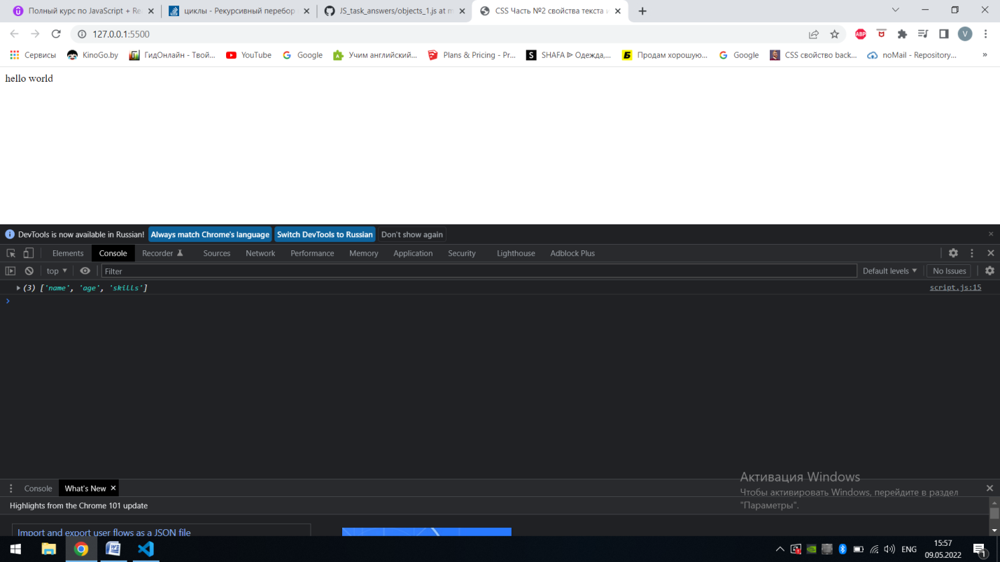 Полный курс по JavaScript + Re
циклы - Рекурсивный перебор
JS_task_answers/objects_1.js at m
CSS Часть №2 свойства текста и
127.0.0.1:5500
ABP
V
Сервисы
KinoGo.by
ГидОнлайн - Твой...
YouTube
Google
Учим английский...
Plans & Pricing - Pr...
SHAFA ᐉ Одежда,...
Продам хорошую...
Google
CSS свойство back...
noMail - Repository...
»
hello world
DevTools is now available in Russian!
Always match Chrome's language
Switch DevTools to Russian
Don't show again
Elements
Console
Recorder
Sources
Network
Performance
Memory
Application
Security
Lighthouse
Adblock Plus
top
Filter
Default levels
No Issues
(3) ['name', 'age', 'skills']
script.js:15
Console
What's New
Highlights from the Chrome 101 update
Import and export user flows as a JSON file
Активация Windows
Чтобы активировать Windows, перейдите в раздел
"Параметры".
ENG
15:57
09.05.2022
1